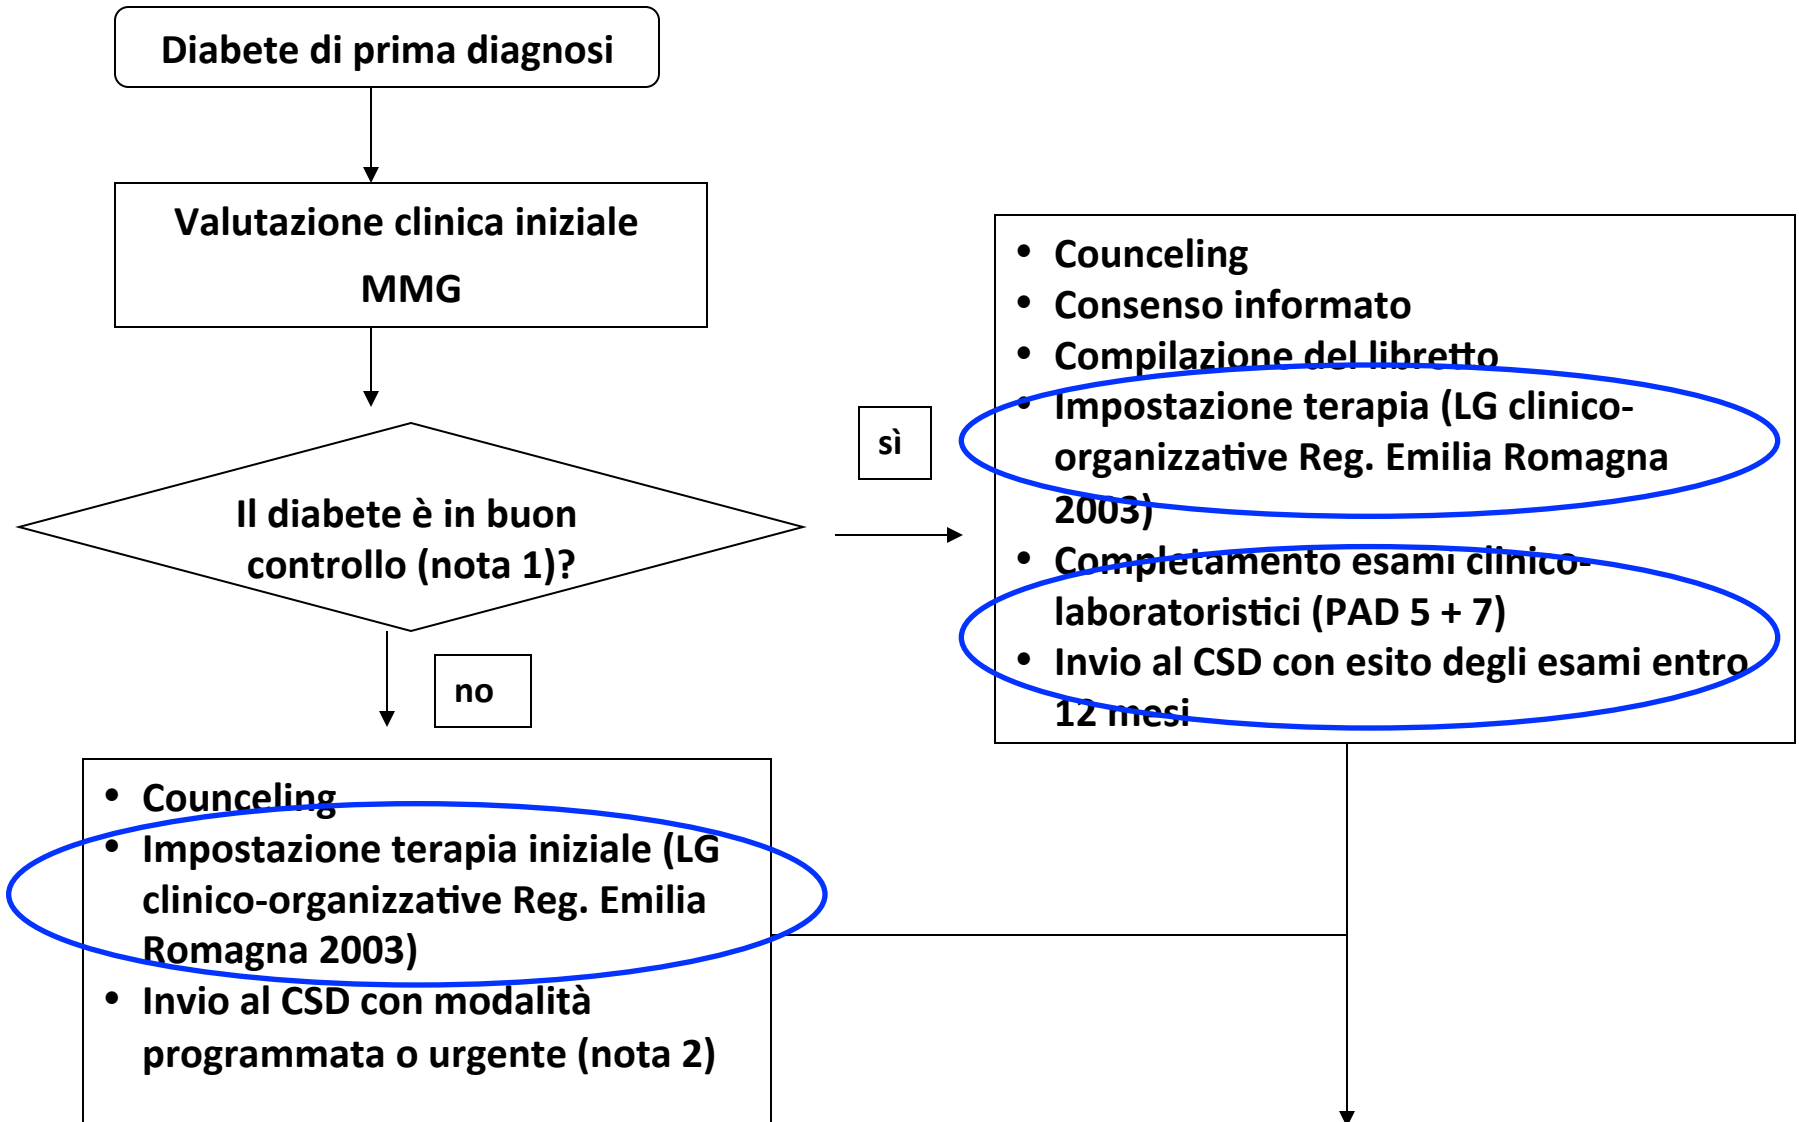 Diabete di prima diagnosi
Valutazione clinica iniziale
MMG
Il diabete è in buon
controllo (nota 1)?
sì
• Counceling
• Consenso informato
• Compilazione del libretto
• Impostazione terapia (LG clinico-
organizzative Reg. Emilia Romagna
2003)
• Completamento esami clinico-
laboratoristici (PAD 5 + 7)
• Invio al CSD con esito degli esami entro
12 mesi
no
• Counceling
• Impostazione terapia iniziale (LG
clinico-organizzative Reg. Emilia
Romagna 2003)
• Invio al CSD con modalità
programmata o urgente (nota 2)